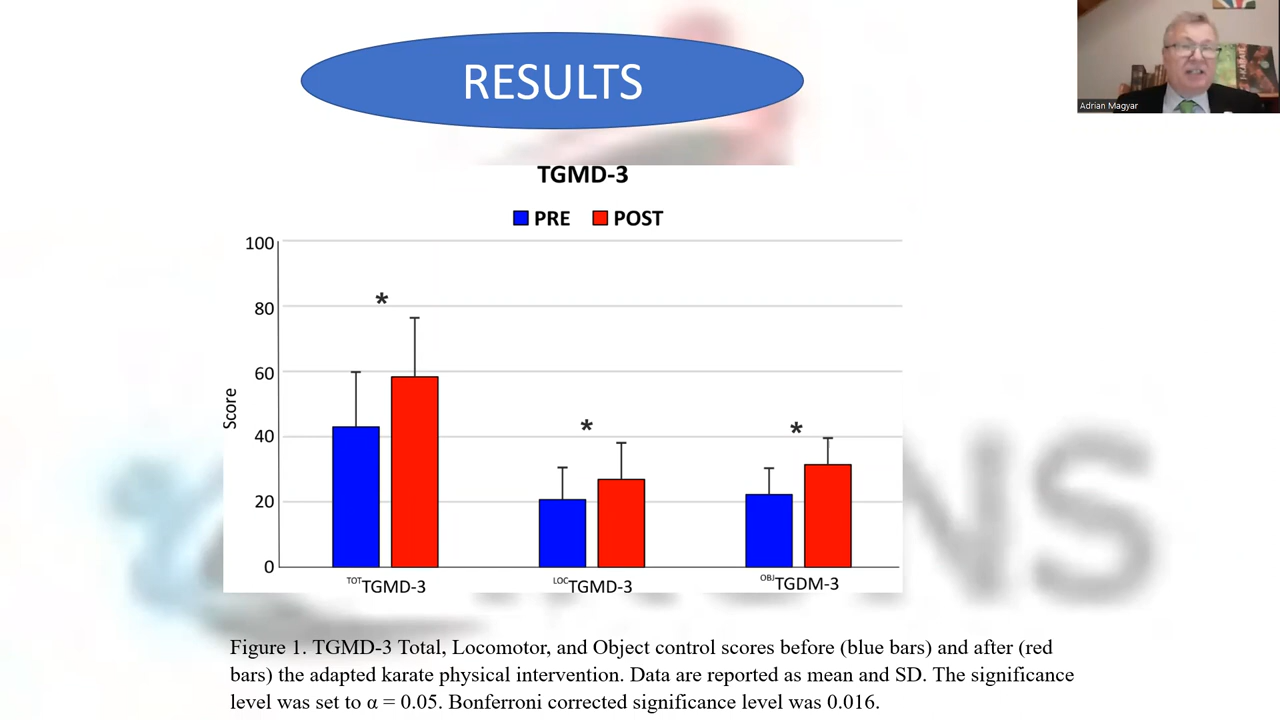 RESULTS
Adrian Magyar
TGMD-3
PRE POST
100
80
60
40
20
0
Score
TOTTGMD-3 LOCTGMD-3 OBJTGDM-3
* * *
NS
Figure 1. TGMD-3 Total, Locomotor, and Object control scores before (blue bars) and after (red
bars) the adapted karate physical intervention. Data are reported as mean and SD. The significance
level was set to α = 0.05. Bonferroni corrected significance level was 0.016.